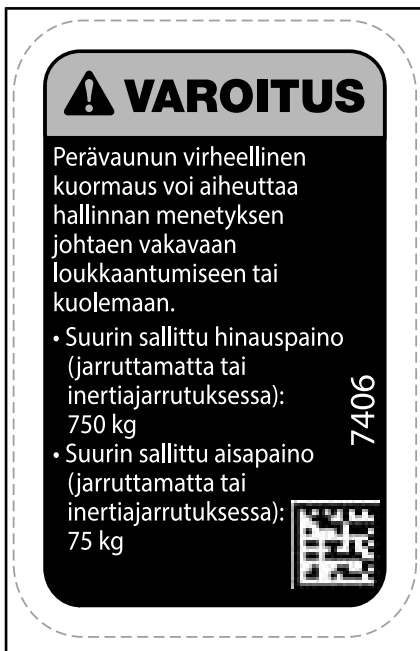 VAROITUS
Perävaunun virheellinen
kuormaus voi aiheuttaa
hallinnan menetyksen
johtaen vakavaan
loukkaantumiseen tai
kuolemaan.
• Suurin sallittu hinauspaino
(jarruttamatta tai
inertiajarrutuksessa):
750 kg
• Suurin sallittu aisapaino
(jarruttamatta tai
inertiajarrutuksessa):
75 kg
7406